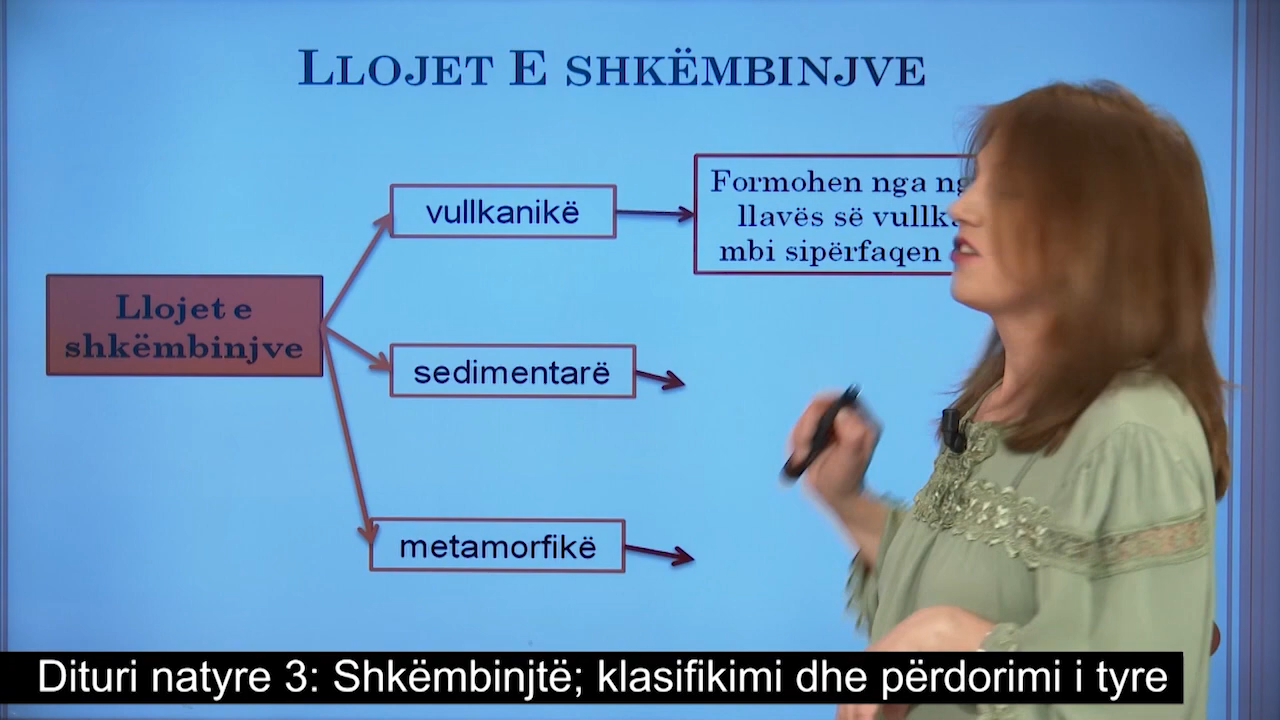 LLOJET E SHKËMBINJVE
Formohen nga
vullkanikë
llavës së
mbi sipërfaqen
Llojet e
shkëmbinjve
sedimentarë
metamorfikë
Dituri natyre 3: Shkëmbinjtë; klasifikimi dhe përdorimi i tyre